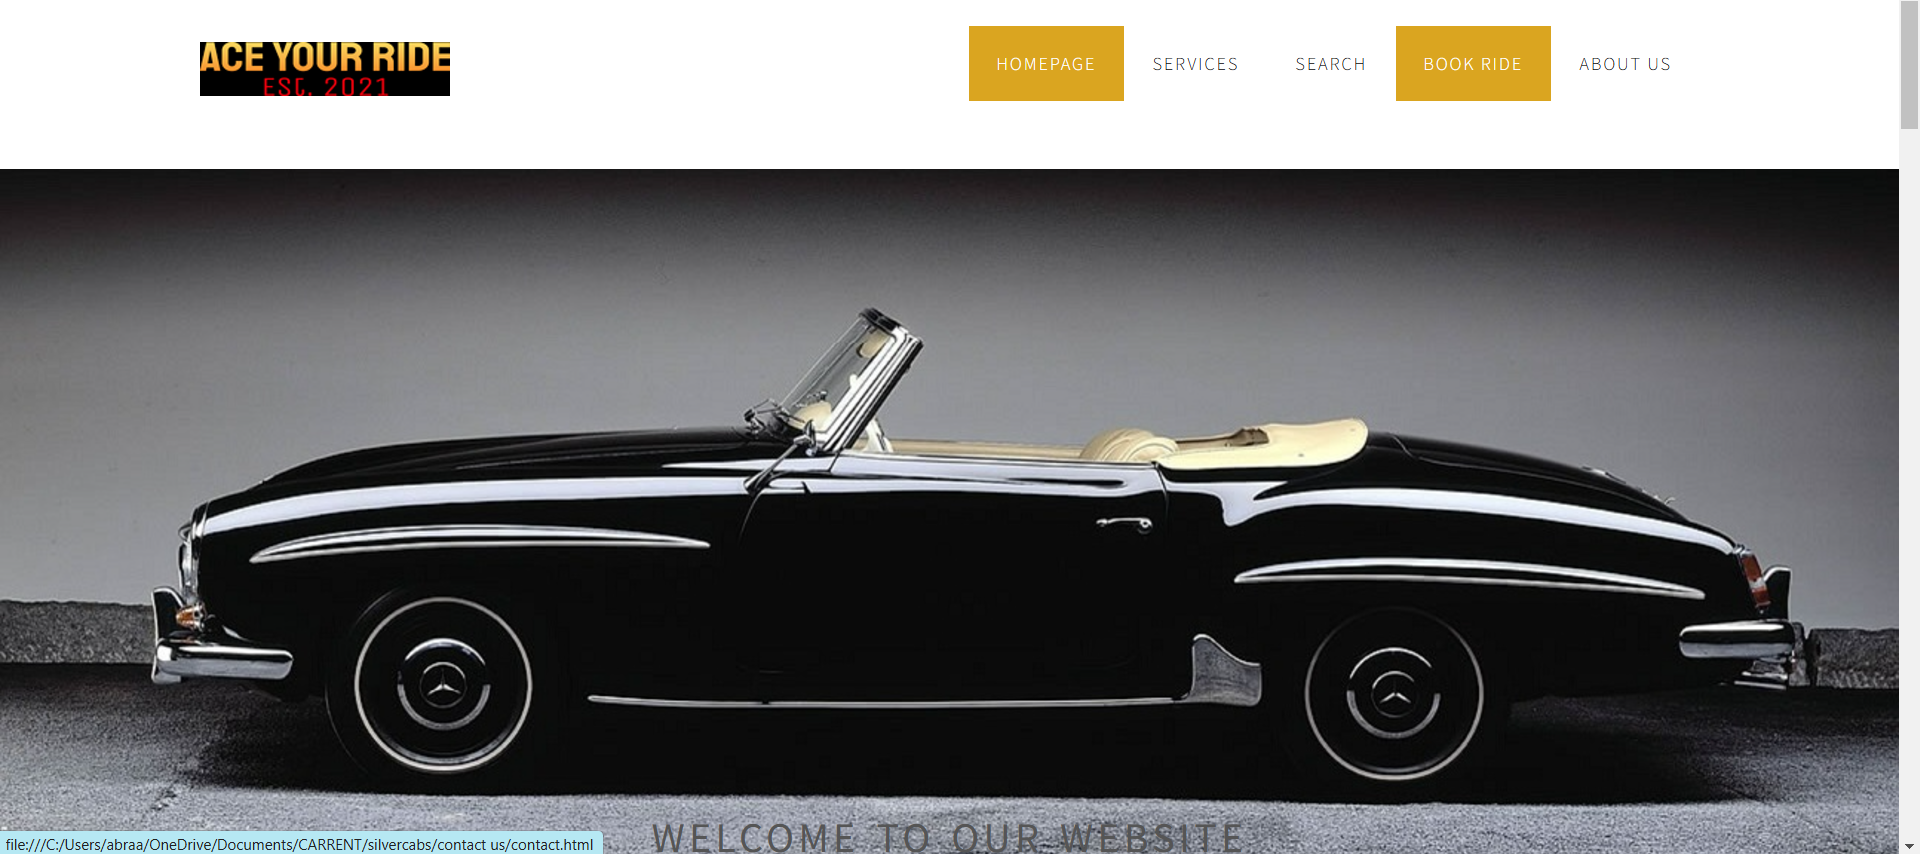 ACE YOUR RIDE
ESt. 2021
HOMEPAGE
SERVICES
SEARCH
BOOK RIDE
ABOUT US
WELCOME TO OUR WEBSITE
file:///C:/Users/abraa/OneDrive/Documents/CARRENT/silvercabs/contact us/contact.html